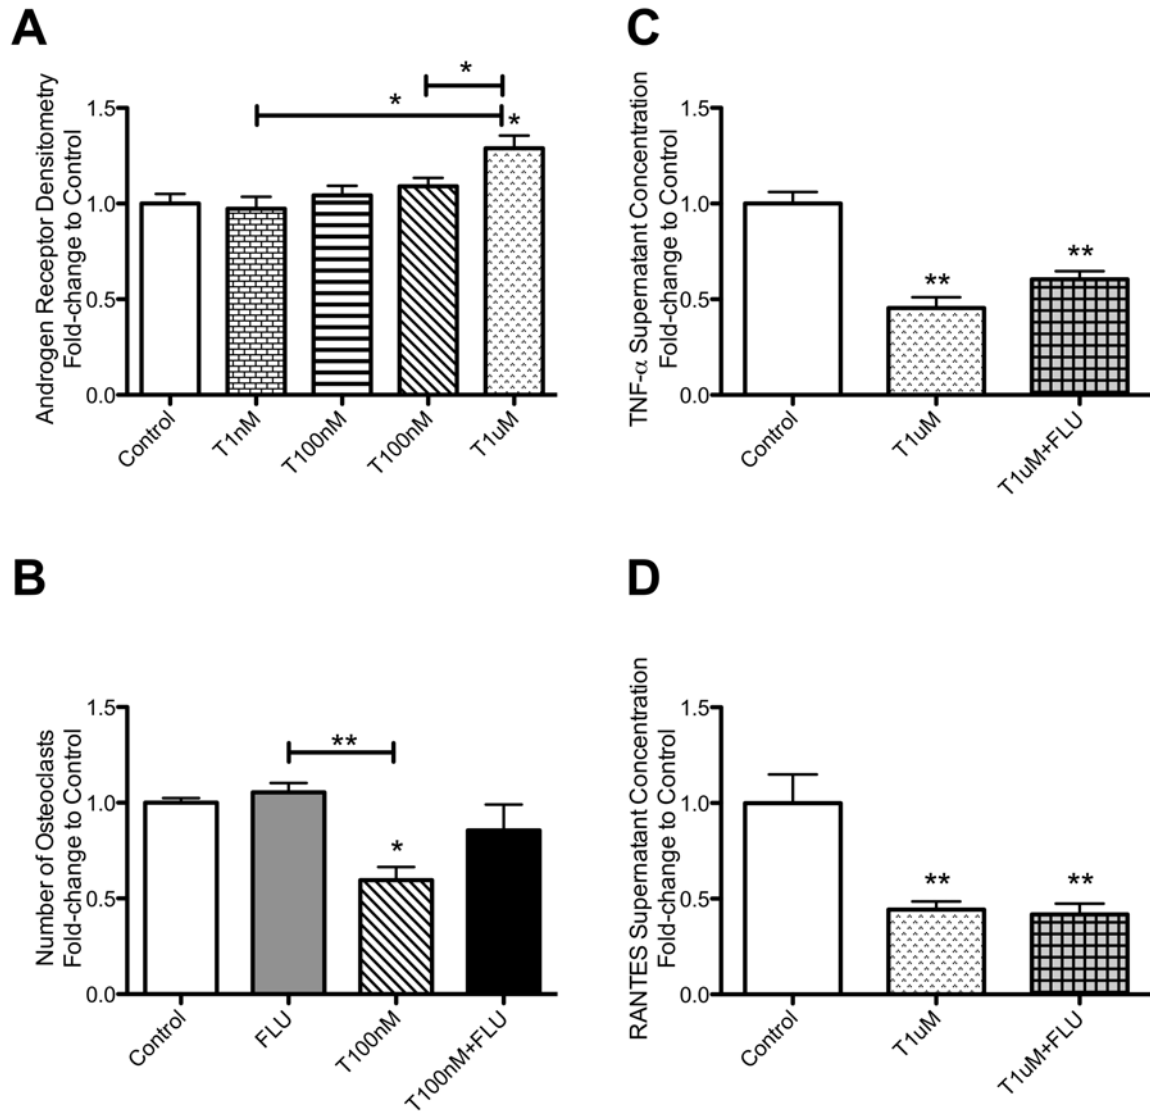 A
Androgen Receptor Densitometry
Fold-change to Control
1.5
1.0
0.5
0.0
*
*
*
Control
T1nM
T100nM
T100nM
T1uM
C
TNF-α Supernatant Concentration
Fold-change to Control
1.5
1.0
0.5
0.0
**
**
Control
T1uM
T1uM+FLU
B
Number of Osteoclasts
Fold-change to Control
1.5
1.0
0.5
0.0
**
*
Control
FLU
T100nM
T100nM+FLU
D
RANTES Supernatant Concentration
Fold-change to Control
1.5
1.0
0.5
0.0
**
**
Control
T1uM
T1uM+FLU